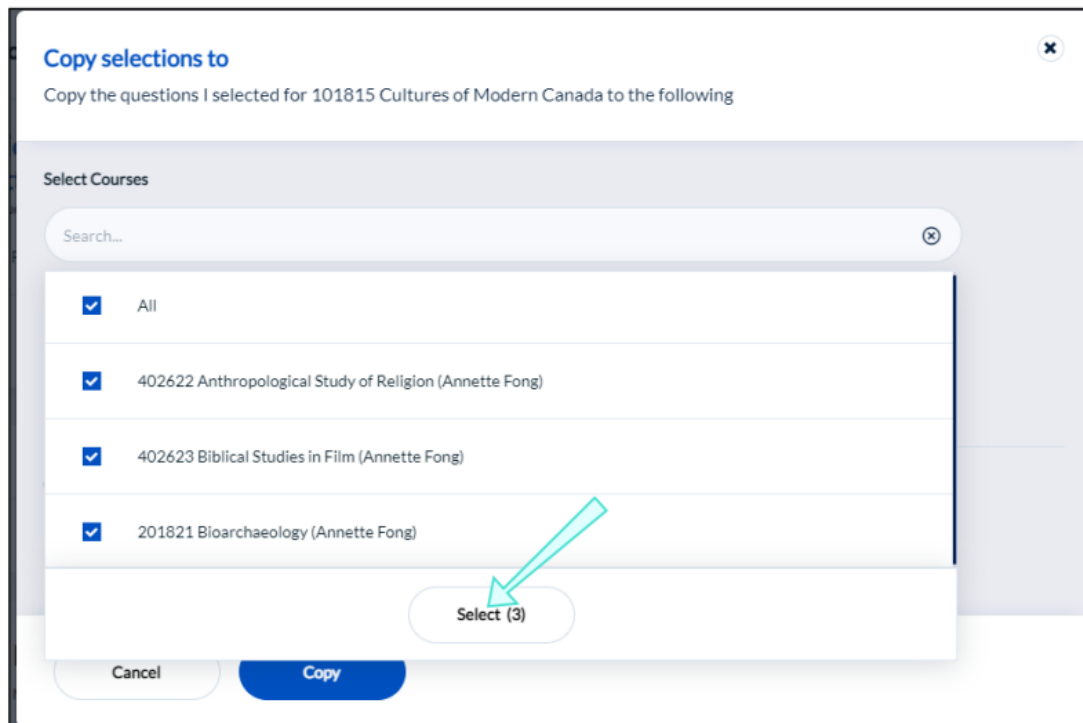 Copy selections to
Copy the questions I selected for 101815 Cultures of Modern Canada to the following
Select Courses
Search...
All
402622 Anthropological Study of Religion (Annette Fong)
402623 Biblical Studies in Film (Annette Fong)
201821 Bioarchaeology (Annette Fong)
Select (3)
Cancel
Copy